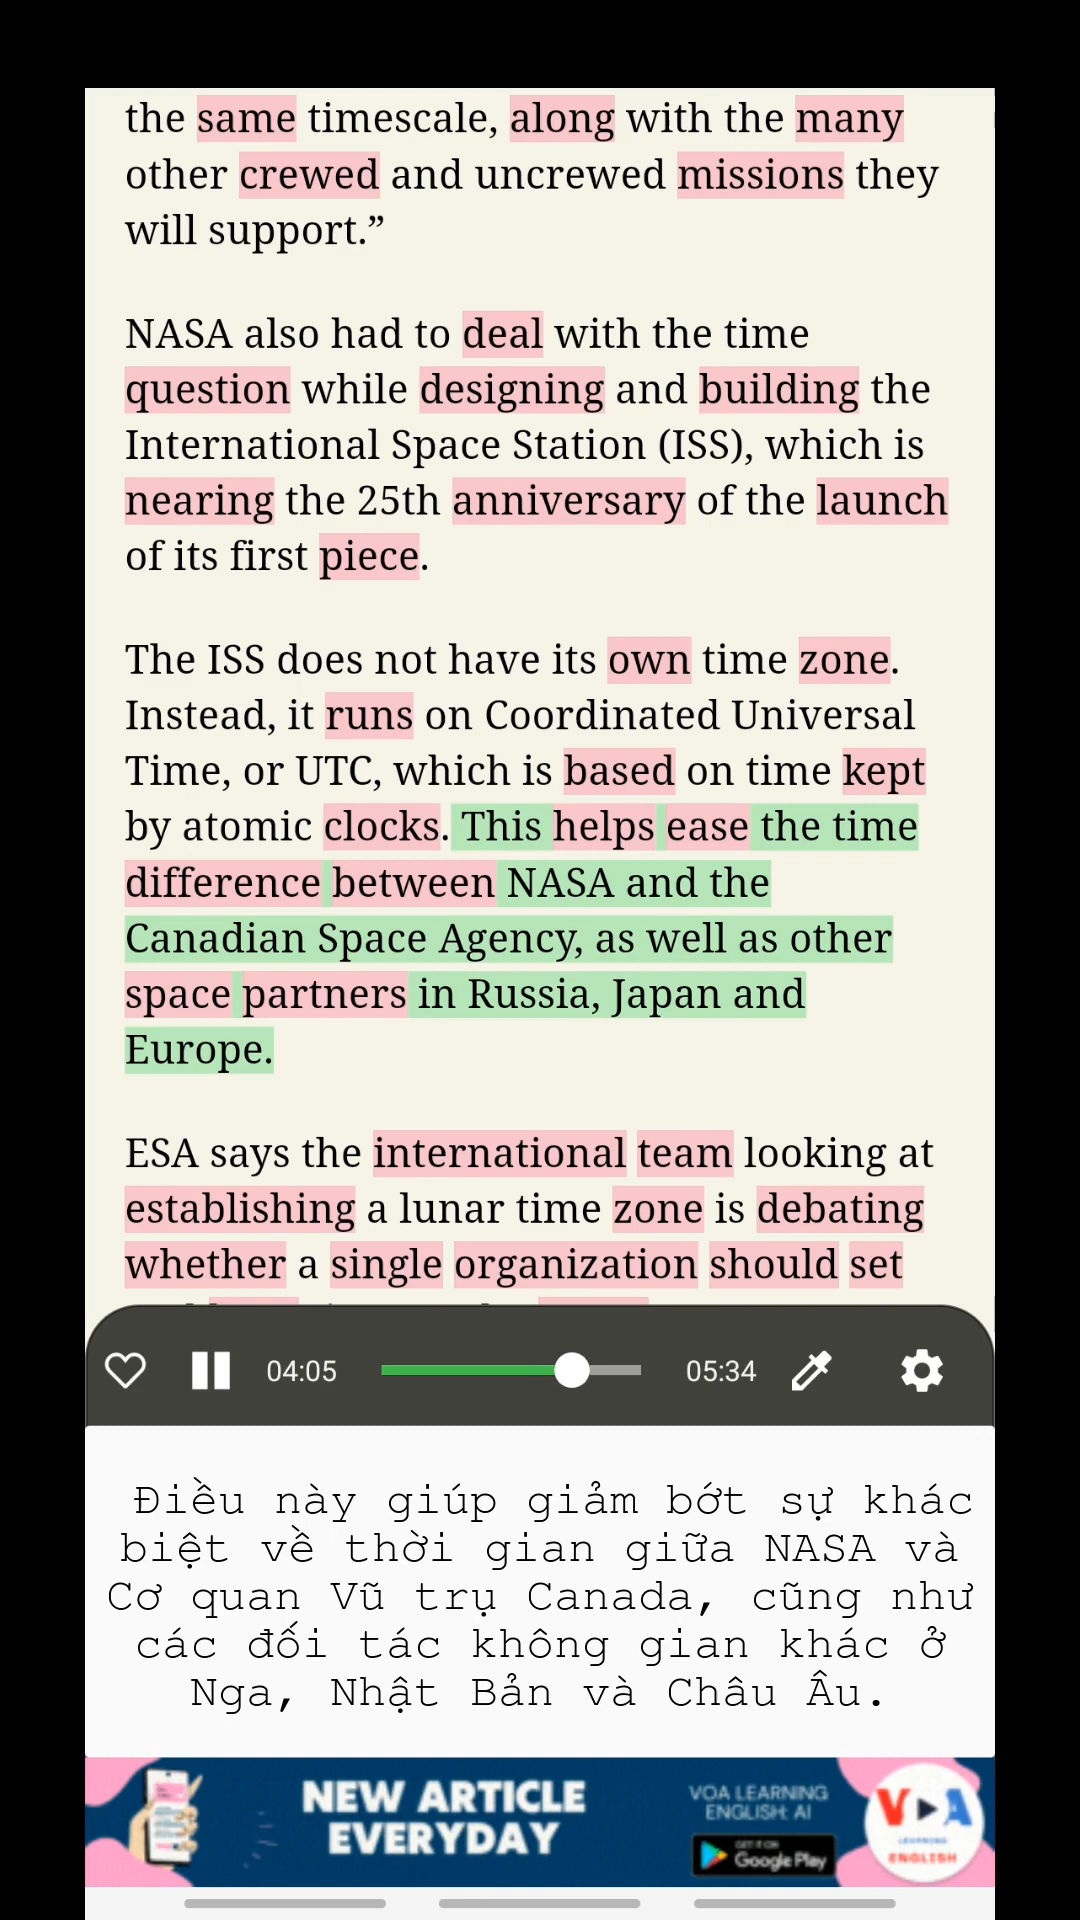 the same timescale, along with the many
other crewed and uncrewed missions they
will support.”
NASA also had to deal with the time
question while designing and building the
International Space Station (ISS), which is
nearing the 25th anniversary of the launch
of its first piece.
The ISS does not have its own time zone.
Instead, it runs on Coordinated Universal
Time, or UTC, which is based on time kept
by atomic clocks. This helps ease the time
difference between NASA and the
Canadian Space Agency, as well as other
space partners in Russia, Japan and
Europe.
ESA says the international team looking at
establishing a lunar time zone is debating
whether a single organization should set
04:05
05:34
Điều này giúp giảm bớt sự khác
biệt về thời gian giữa NASA và
Cơ quan Vũ trụ Canada, cũng như
các đối tác không gian khác ở
Nga, Nhật Bản và Châu Âu.
NEW ARTICLE
EVERYDAY
VOA LEARNING
ENGLISH: AI
GET IT ON
Google Play
VOA
LEARNING
ENGLISH